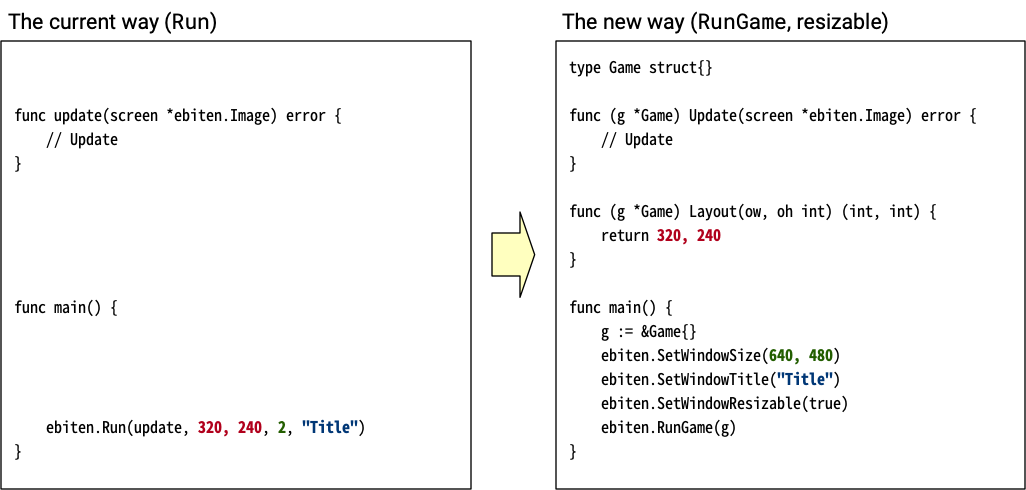 The current way (Run)
func update(screen *ebiten.Image) error {
    // Update
}
func main() {
    ebiten.Run(update, 320, 240, 2, "Title")
}
The new way (RunGame, resizable)
type Game struct{}
func (g *Game) Update(screen *ebiten.Image) error {
    // Update
}
func (g *Game) Layout(ow, oh int) (int, int) {
    return 320, 240
}
func main() {
    g := &Game{}
    ebiten.SetWindowSize(640, 480)
    ebiten.SetWindowTitle("Title")
    ebiten.SetWindowResizable(true)
    ebiten.RunGame(g)
}